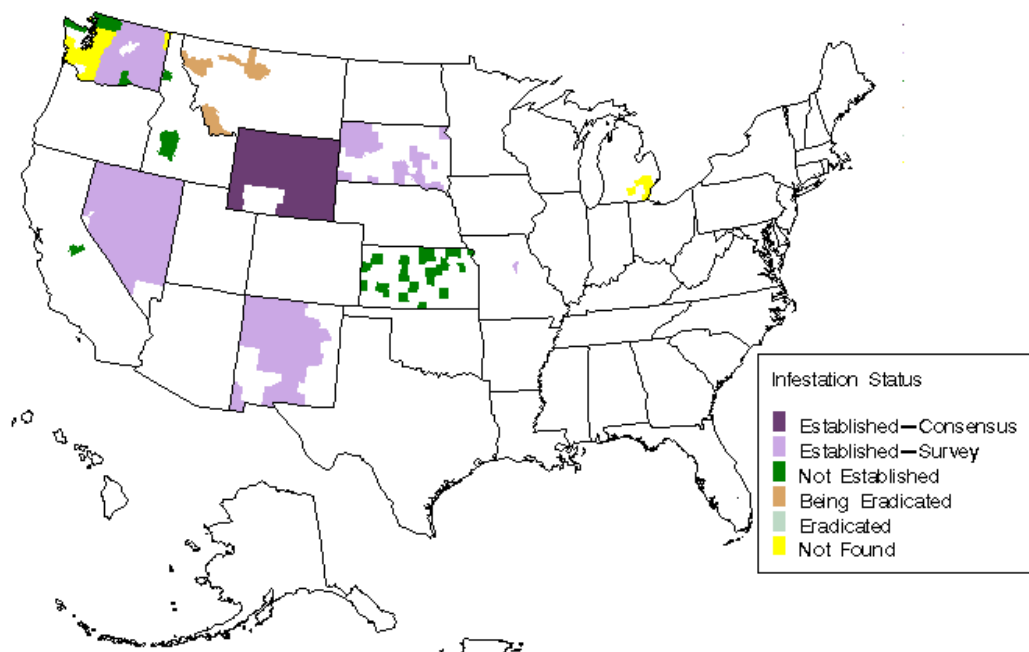 Infestation Status
Established—Consensus
Established—Survey
Not Established
Being Eradicated
Eradicated
Not Found